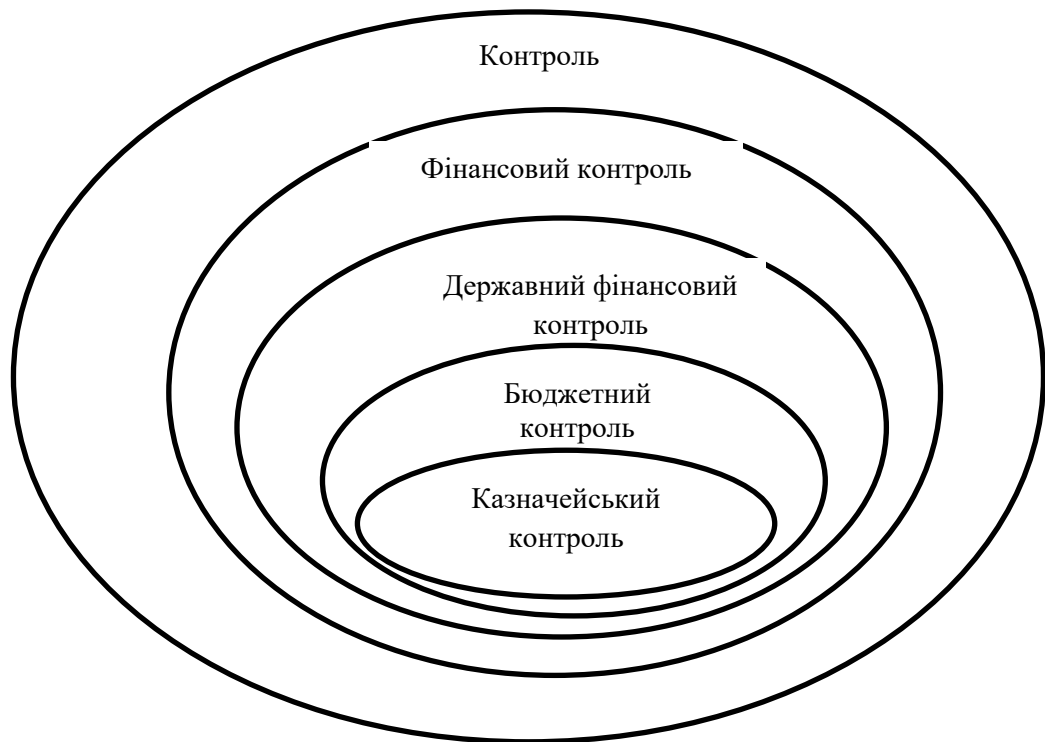 Контроль
Фінансовий контроль
Державний фінансовий
контроль
Бюджетний
контроль
Казначейський
контроль